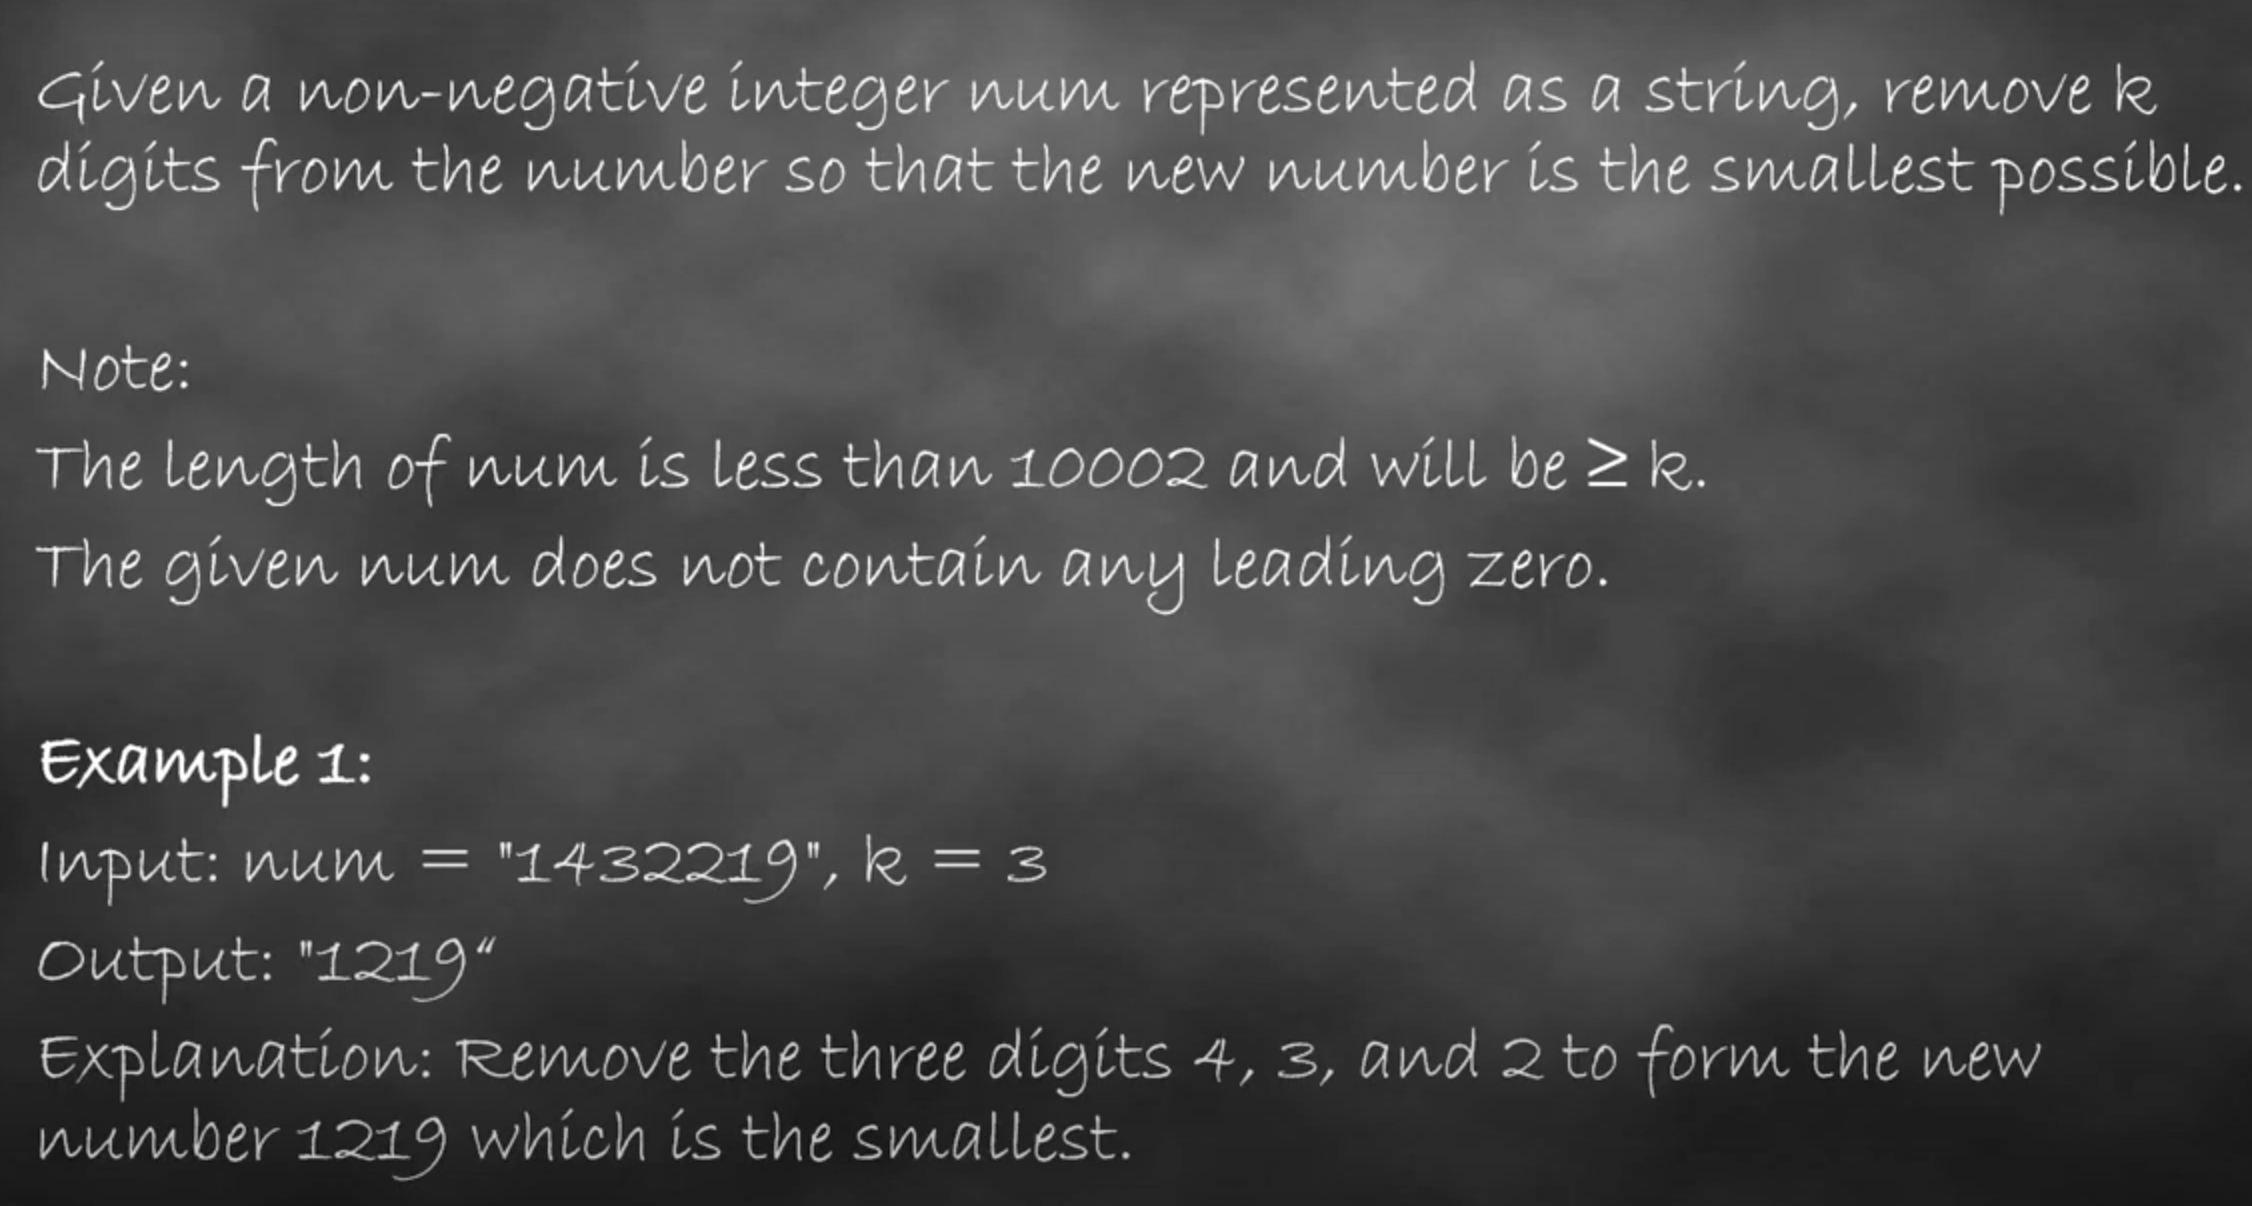 Given a non-negative integer num represented as a string, remove k
digits from the number so that the new number is the smallest possible.
Note:
The length of num is less than 10002 and will be ≥ k.
The given num does not contain any leading zero.
Example 1:
Input: num = "1432219", k = 3
Output: "1219“
Explanation: Remove the three digits 4, 3, and 2 to form the new
number 1219 which is the smallest.